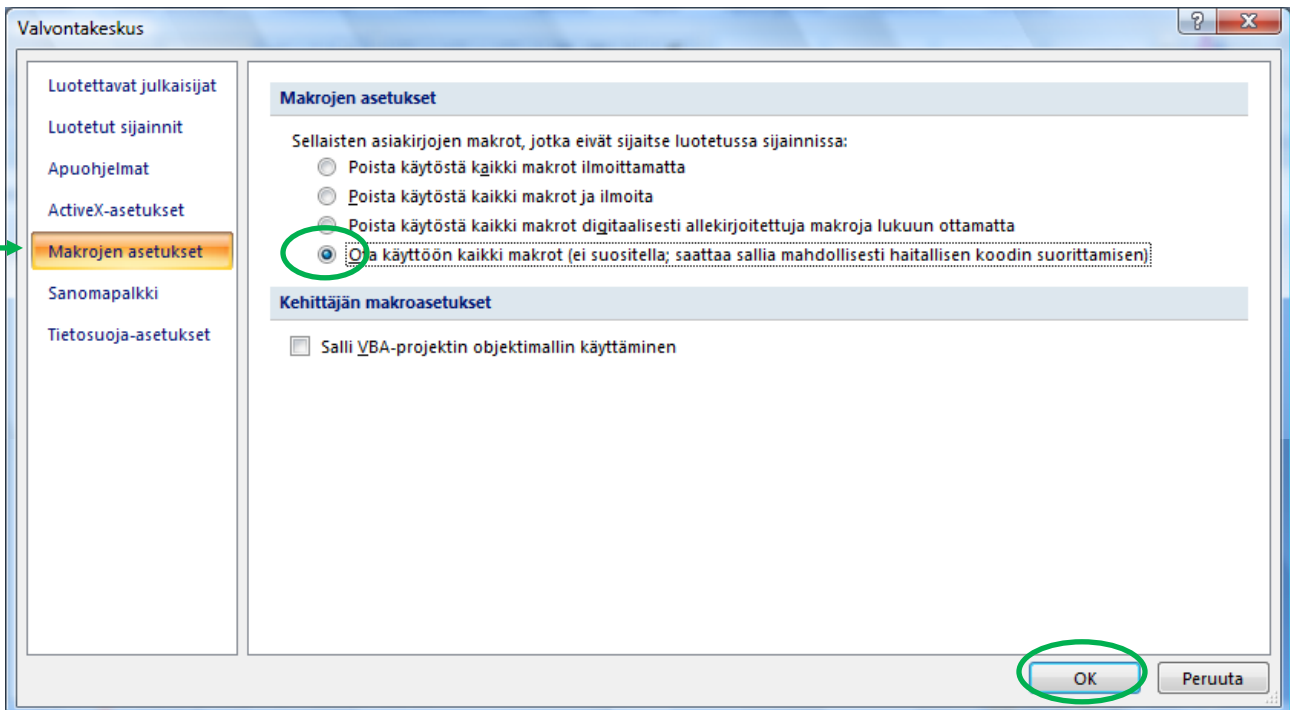 Valvontakeskus
Luotettavat julkaisijat
Luotetut sijainnit
Apuohjelmat
ActiveX-asetukset
Makrojen asetukset
Sanomapalkki
Tietosuoja-asetukset
Makrojen asetukset
Sellaisten asiakirjojen makrot, jotka eivät sijaitse luotetussa sijainnissa:
Poista käytöstä kaikki makrot ilmoittamatta
Poista käytöstä kaikki makrot ja ilmoita
Poista käytöstä kaikki makrot digitaalisesti allekirjoitettuja makroja lukuun ottamatta
Ota käyttöön kaikki makrot (ei suositella; saattaa sallia mahdollisesti haitallisen koodin suorittamisen)
Kehittäjän makroasetukset
Salli VBA-projektin objektimallin käyttäminen
OK
Peruuta